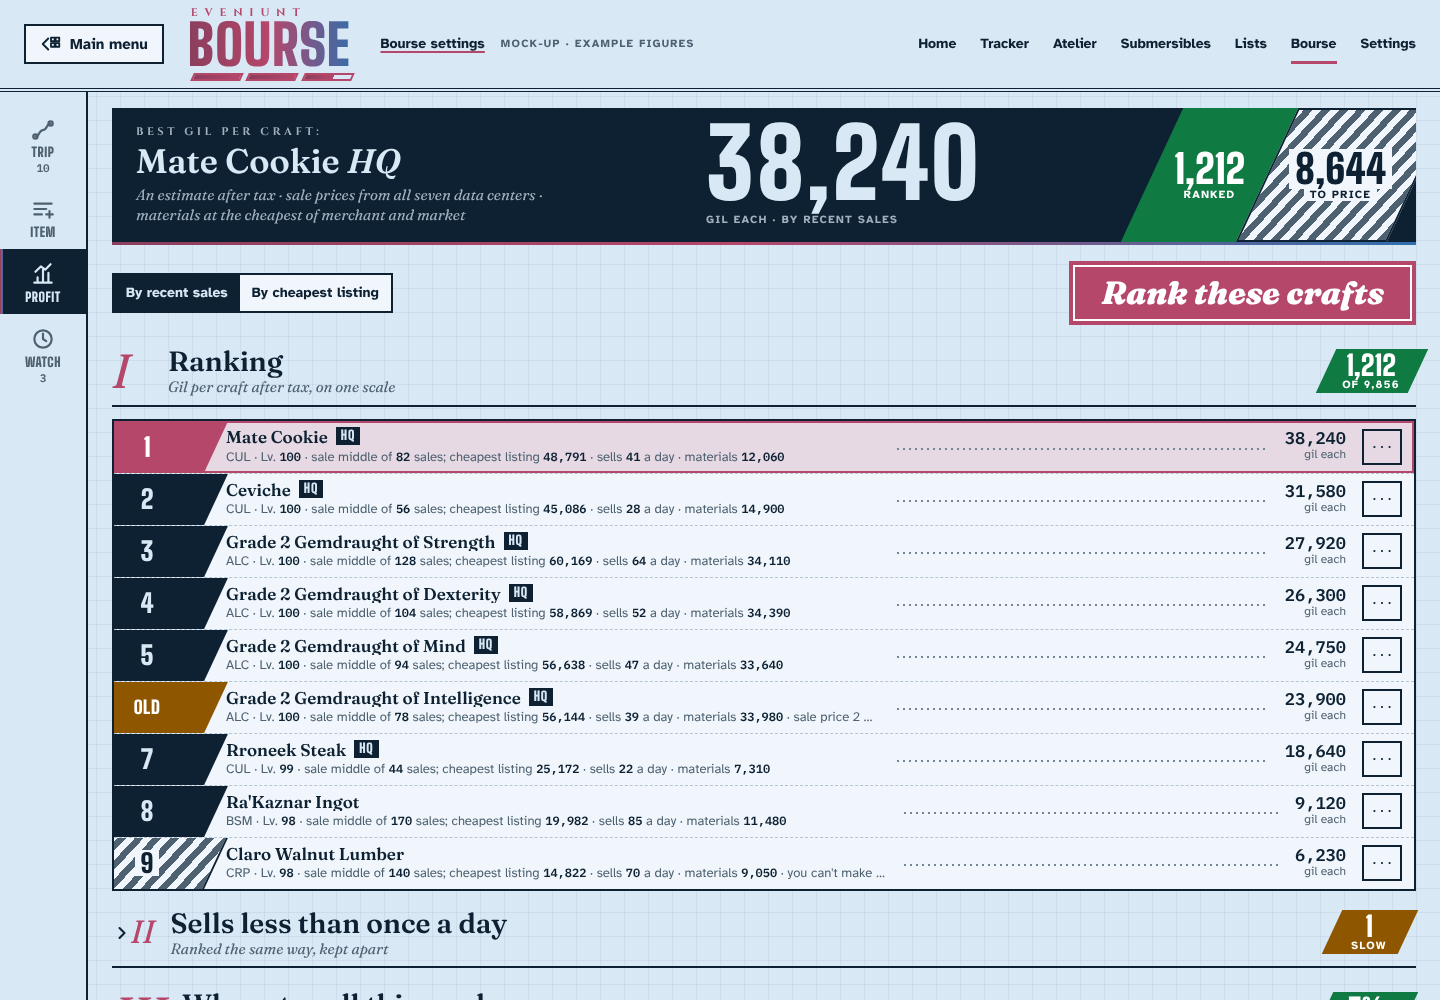 Main menu
EVENIUNT
BOURSE
Bourse settings
MOCK-UP · EXAMPLE FIGURES
Home
Tracker
Atelier
Submersibles
Lists
Bourse
Settings
TRIP
10
ITEM
PROFIT
WATCH
3
BEST GIL PER CRAFT:
Mate Cookie HQ
An estimate after tax · sale prices from all seven data centers ·
materials at the cheapest of merchant and market
38,240
GIL EACH · BY RECENT SALES
1,212
RANKED
8,644
TO PRICE
By recent sales
By cheapest listing
Rank these crafts
I
Ranking
Gil per craft after tax, on one scale
1,212
OF 9,856
1
Mate Cookie HQ
CUL · Lv. 100 · sale middle of 82 sales; cheapest listing 48,791 · sells 41 a day · materials 12,060
38,240
gil each
...
2
Ceviche HQ
CUL · Lv. 100 · sale middle of 56 sales; cheapest listing 45,086 · sells 28 a day · materials 14,900
31,580
gil each
...
3
Grade 2 Gemdraught of Strength HQ
ALC · Lv. 100 · sale middle of 128 sales; cheapest listing 60,169 · sells 64 a day · materials 34,110
27,920
gil each
...
4
Grade 2 Gemdraught of Dexterity HQ
ALC · Lv. 100 · sale middle of 104 sales; cheapest listing 58,869 · sells 52 a day · materials 34,390
26,300
gil each
...
5
Grade 2 Gemdraught of Mind HQ
ALC · Lv. 100 · sale middle of 94 sales; cheapest listing 56,638 · sells 47 a day · materials 33,640
24,750
gil each
...
OLD
Grade 2 Gemdraught of Intelligence HQ
ALC · Lv. 100 · sale middle of 78 sales; cheapest listing 56,144 · sells 39 a day · materials 33,980 · sale price 2 ...
23,900
gil each
...
7
Rroneek Steak HQ
CUL · Lv. 99 · sale middle of 44 sales; cheapest listing 25,172 · sells 22 a day · materials 7,310
18,640
gil each
...
8
Ra'Kaznar Ingot
BSM · Lv. 98 · sale middle of 170 sales; cheapest listing 19,982 · sells 85 a day · materials 11,480
9,120
gil each
...
9
Claro Walnut Lumber
CRP · Lv. 98 · sale middle of 140 sales; cheapest listing 14,822 · sells 70 a day · materials 9,050 · you can't make ...
6,230
gil each
...
II
Sells less than once a day
Ranked the same way, kept apart
1
SLOW